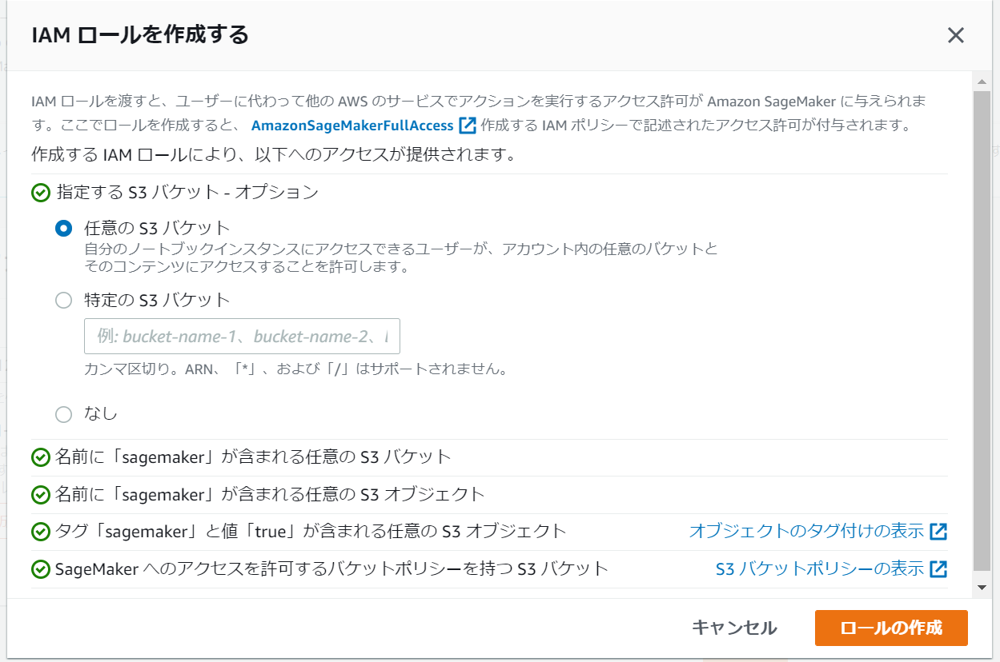 IAM ロールを作成する
IAM ロールを渡すと、ユーザーに代わって他の AWS のサービスでアクションを実行するアクセス許可が Amazon SageMaker に与えられま
す。ここでロールを作成すると、 AmazonSageMakerFullAccess 作成する IAM ポリシーで記述されたアクセス許可が付与されます。
作成する IAM ロールにより、以下へのアクセスが提供されます。
指定する S3 バケット - オプション
任意の S3 バケット
自分のノートブックインスタンスにアクセスできるユーザーが、アカウント内の任意のバケットと
そのコンテンツにアクセスすることを許可します。
特定の S3 バケット
例: bucket-name-1、bucket-name-2、
カンマ区切り。ARN、「*」、および「/」はサポートされません。
なし
名前に「sagemaker」が含まれる任意の S3 バケット
名前に「sagemaker」が含まれる任意の S3 オブジェクト
タグ「sagemaker」と値「true」が含まれる任意の S3 オブジェクト オブジェクトのタグ付けの表示
SageMaker へのアクセスを許可するバケットポリシーを持つ S3 バケット S3 バケットポリシーの表示
キャンセル ロールの作成